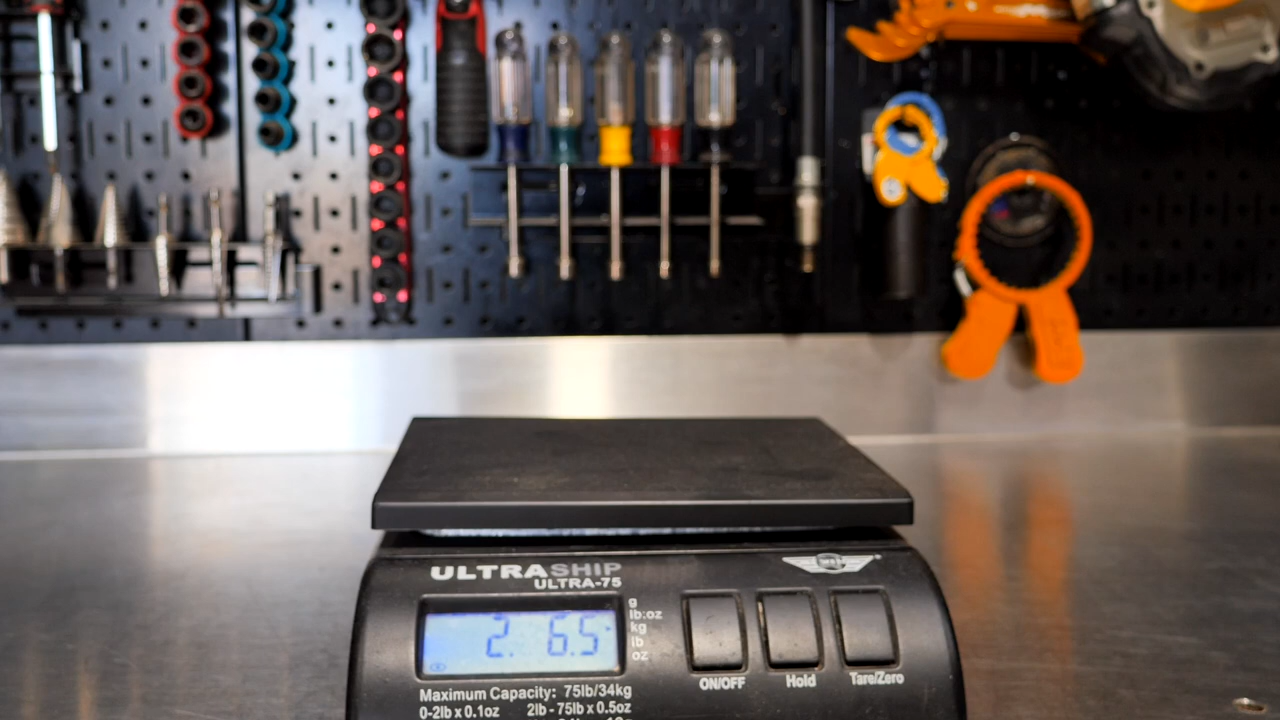 ULTRASHIP
ULTRA-75
g
lb:oz
kg
lb
oz
2. 6.5
ON/OFF
Hold
Tare/Zero
Maximum Capacity: 75lb/34kg
0-2lb x 0.1oz 2lb - 75lb x 0.5oz